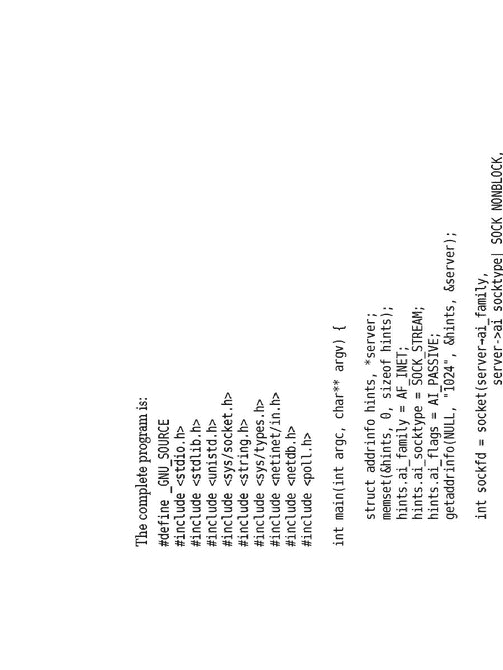 The complete program is:
#define _GNU_SOURCE
#include <stdio.h>
#include <stdlib.h>
#include <unistd.h>
#include <sys/socket.h>
#include <string.h>
#include <sys/types.h>
#include <netinet/in.h>
#include <netdb.h>
#include <poll.h>
int main(int argc, char** argv) {
struct addrinfo hints, *server;
memset(&hints, 0, sizeof hints);
hints.ai_family = AF_INET;
hints.ai_socktype = SOCK_STREAM;
hints.ai_flags = AI_PASSIVE;
getaddrinfo(NULL, "1024", &hints, &server);
int sockfd = socket(server→ai_family,
server->ai_socktype| SOCK_NONBLOCK,